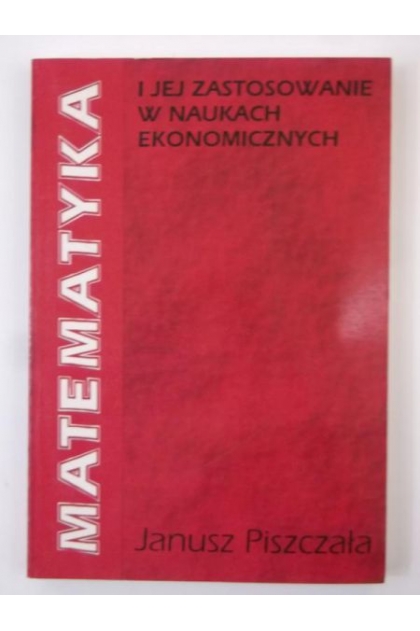 MATEMATYKA
I JEJ ZASTOSOWANIE
W NAUKACH
EKONOMICZNYCH
Janusz Piszczała